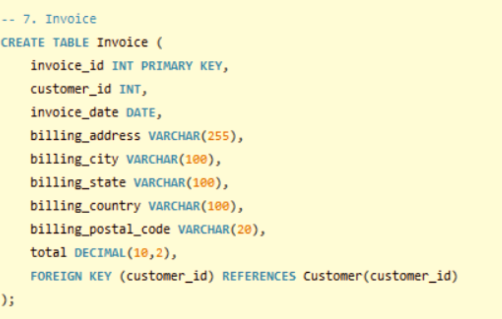 -- 7. Invoice
CREATE TABLE Invoice (
invoice_id INT PRIMARY KEY,
customer_id INT,
invoice_date DATE,
billing_address VARCHAR(255),
billing_city VARCHAR(100),
billing_state VARCHAR(100),
billing_country VARCHAR(100),
billing_postal_code VARCHAR(20),
total DECIMAL(10,2),
FOREIGN KEY (customer_id) REFERENCES Customer(customer_id)
);